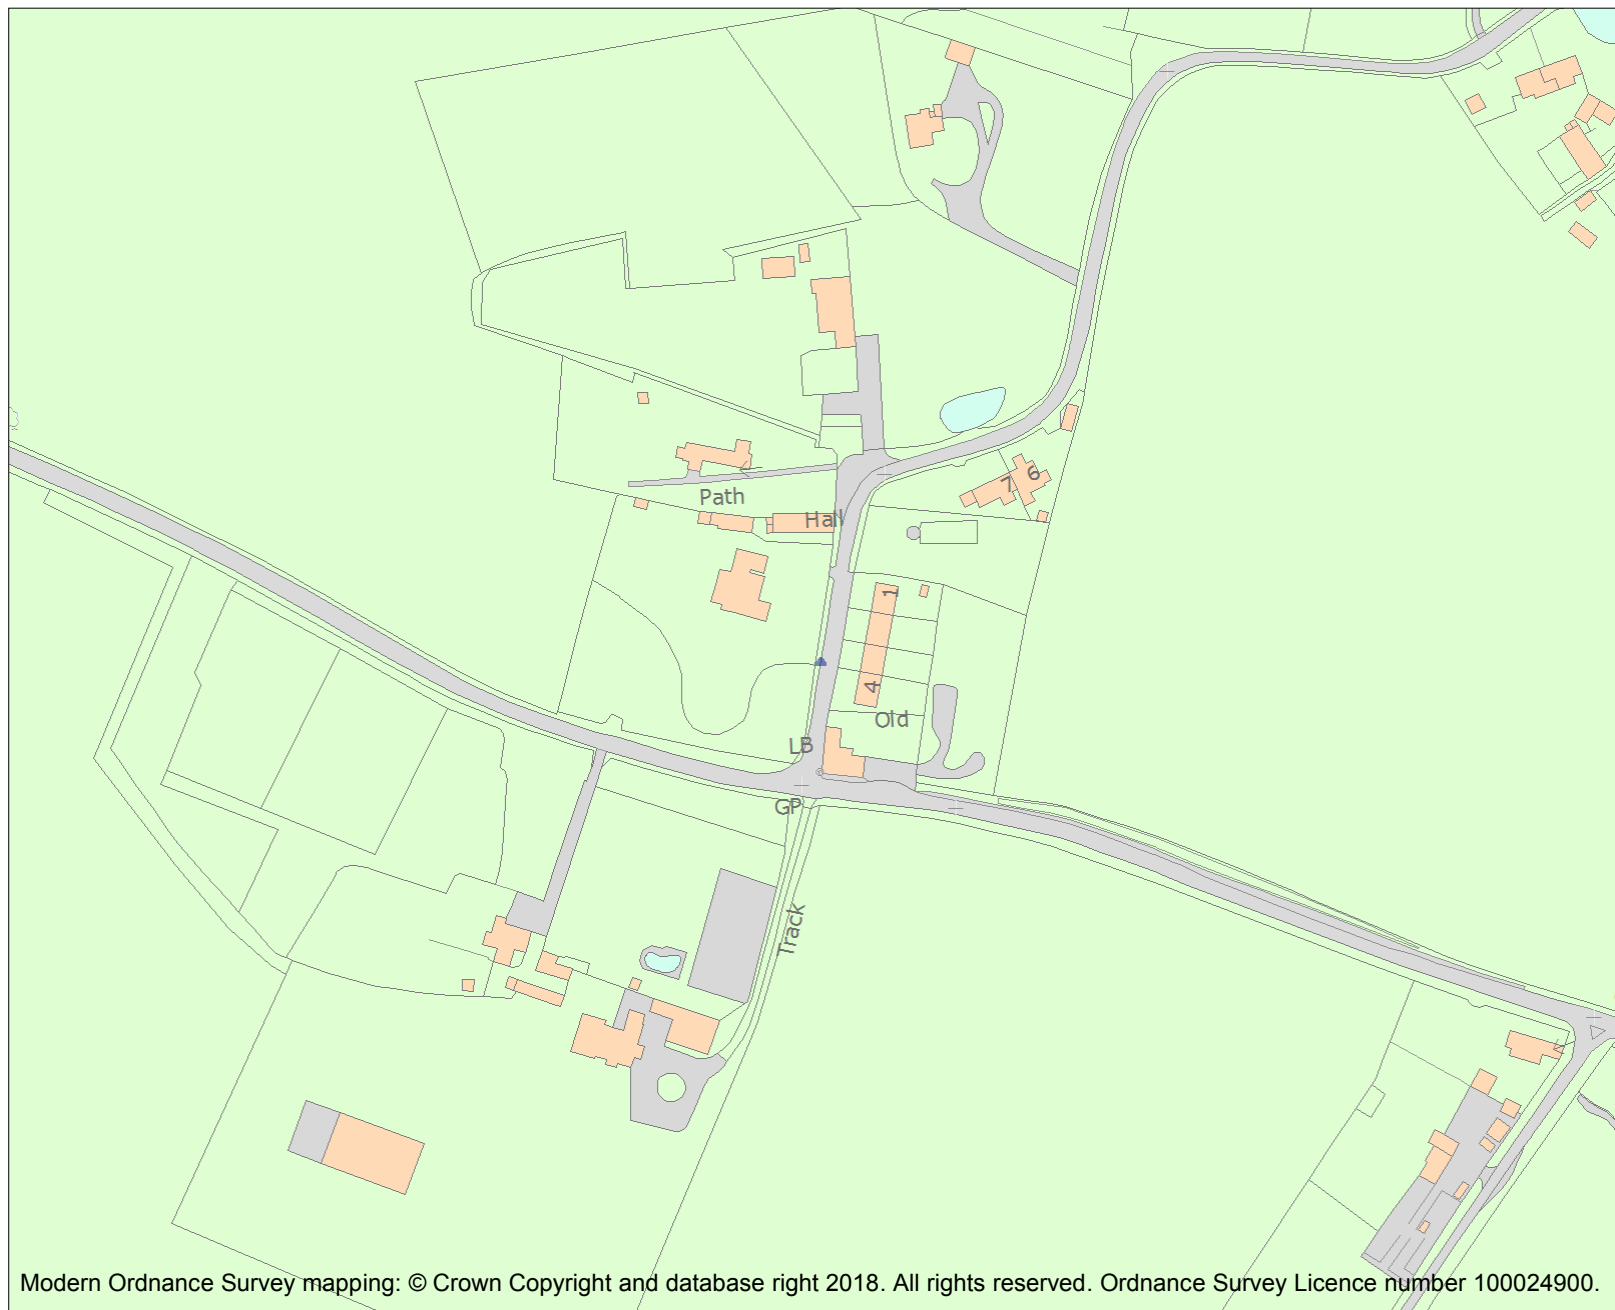 Path
7
6
Hall
1
4
Old
LB
GP
Track
Modern Ordnance Survey mapping: © Crown Copyright and database right 2018. All rights reserved. Ordnance Survey Licence number 100024900.